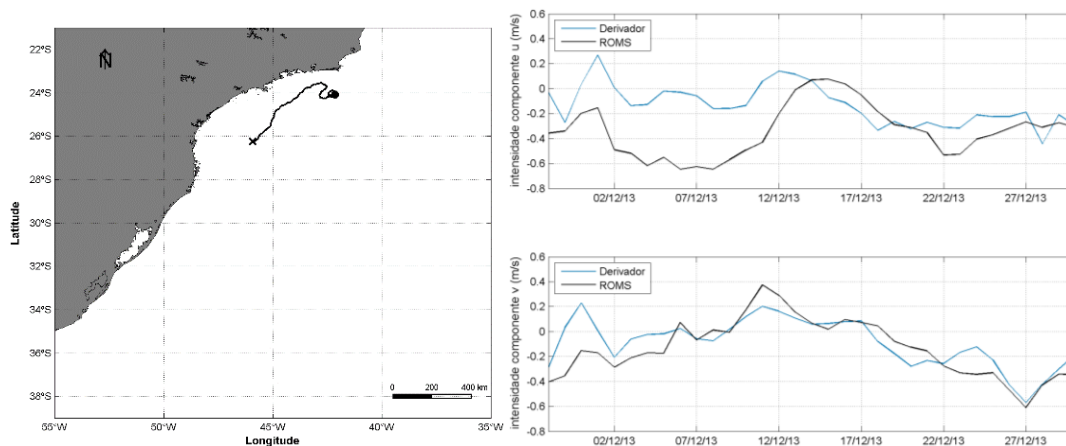 N
22°S
24°S
26°S
28°S
30°S
32°S
34°S
36°S
38°S
Latitude
0 200 400 km
55°W 50°W 45°W 40°W 35°W
Longitude
0.6
0.4
0.2
0
-0.2
-0.4
-0.6
-0.8
intensidade componente u (m/s)
Derivador
ROMS
02/12/13 07/12/13 12/12/13 17/12/13 22/12/13 27/12/13
0.6
0.4
0.2
0
-0.2
-0.4
-0.6
-0.8
intensidade componente v (m/s)
Derivador
ROMS
02/12/13 07/12/13 12/12/13 17/12/13 22/12/13 27/12/13